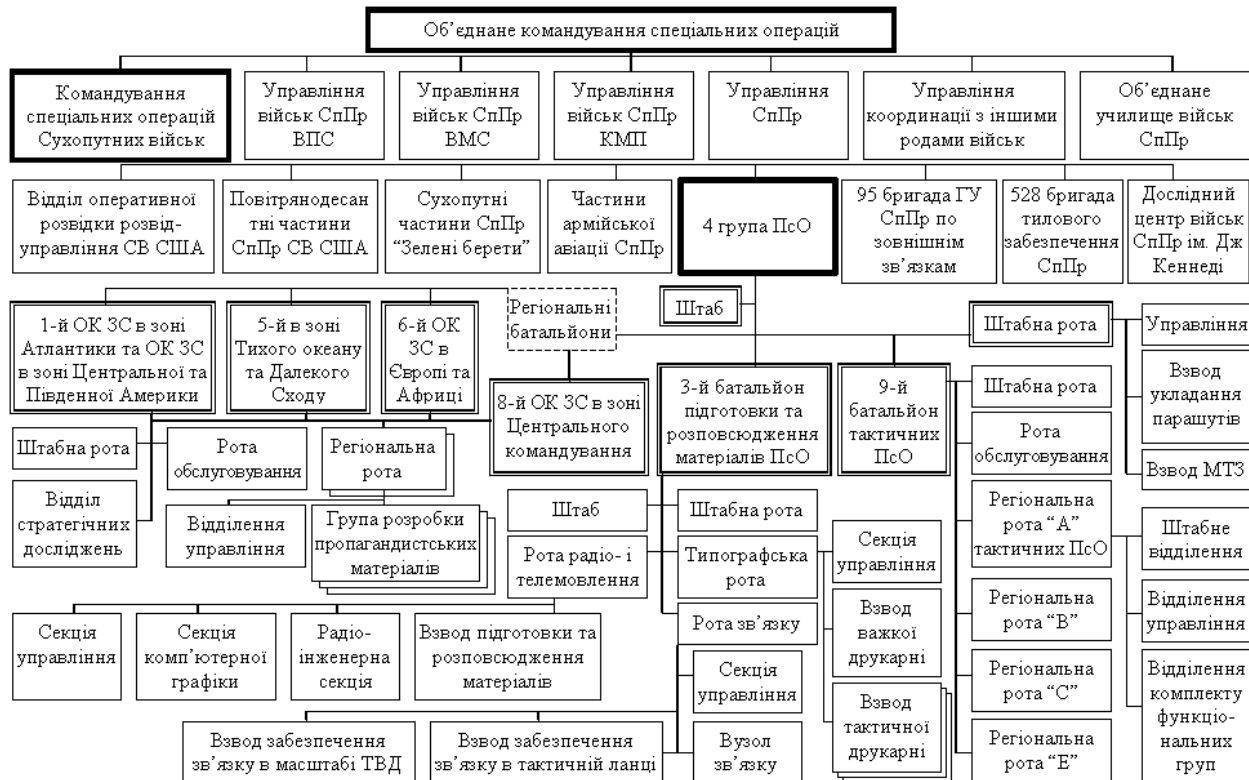 Об’єднане командування спеціальних операцій
Командування
спеціальних операцій
Сухопутних військ
Управління
військ СпПр
ВПС
Управління
військ СпПр
ВМС
Управління
військ СпПр
КМП
Управління
СпПр
Управління
координації з іншими
родами військ
Об’єднане
училище військ
СпПр
Відділ оперативної
розвідки розвід-
управління СВ США
Повітрянодесан
тні частини
СпПр СВ США
Сухопутні
частини СпПр
“Зелені берети”
Частини
армійської
авіації СпПр
4 група ПсО
95 бригада ГУ
СпПр по
зовнішнім
зв’язкам
528 бригада
тилового
забезпечення
СпПр
Дослідний
центр військ
СпПр ім. Дж
Кеннеді
1-й ОК ЗС в зоні
Атлантики та ОК ЗС
в зоні Центральної та
Південної Америки
5-й в зоні
Тихого океану
та Далекого
Сходу
6-й ОК
ЗС в
Європі та
Африці
Регіональні
батальйони
Штаб
8-й ОК ЗС в зоні
Центрального
командування
3-й батальйон
підготовки та
розповсюдження
матеріалів ПсО
9-й
батальйон
тактичних
ПсО
Штабна рота
Управління
Взвод
укладання
парашутів
Взвод МТЗ
Штабна рота
Рота
обслуговування
Регіональна
рота
Відділ
стратегічних
досліджень
Відділення
управління
Група розробки
пропагандистських
матеріалів
Штаб
Рота радіо- і
телемовлення
Штабна рота
Типографська
рота
Рота зв’язку
Секція
управління
Взвод
важкої
друкарні
Взвод
тактичної
друкарні
Штабна рота
Рота
обслуговування
Регіональна
рота “А”
тактичних ПсО
Регіональна
рота “В”
Регіональна
рота “С”
Регіональна
рота “Е”
Штабне
відділення
Відділення
управління
Відділення
комплекту
функціо-
нальних
груп
Секція
управління
Секція
комп’ютерної
графіки
Радіо-
інженерна
секція
Взвод підготовки та
розповсюдження
матеріалів
Секція
управління
Взвод забезпечення
зв’язку в масштабі ТВД
Взвод забезпечення
зв’язку в тактичній ланці
Вузол
зв’язку